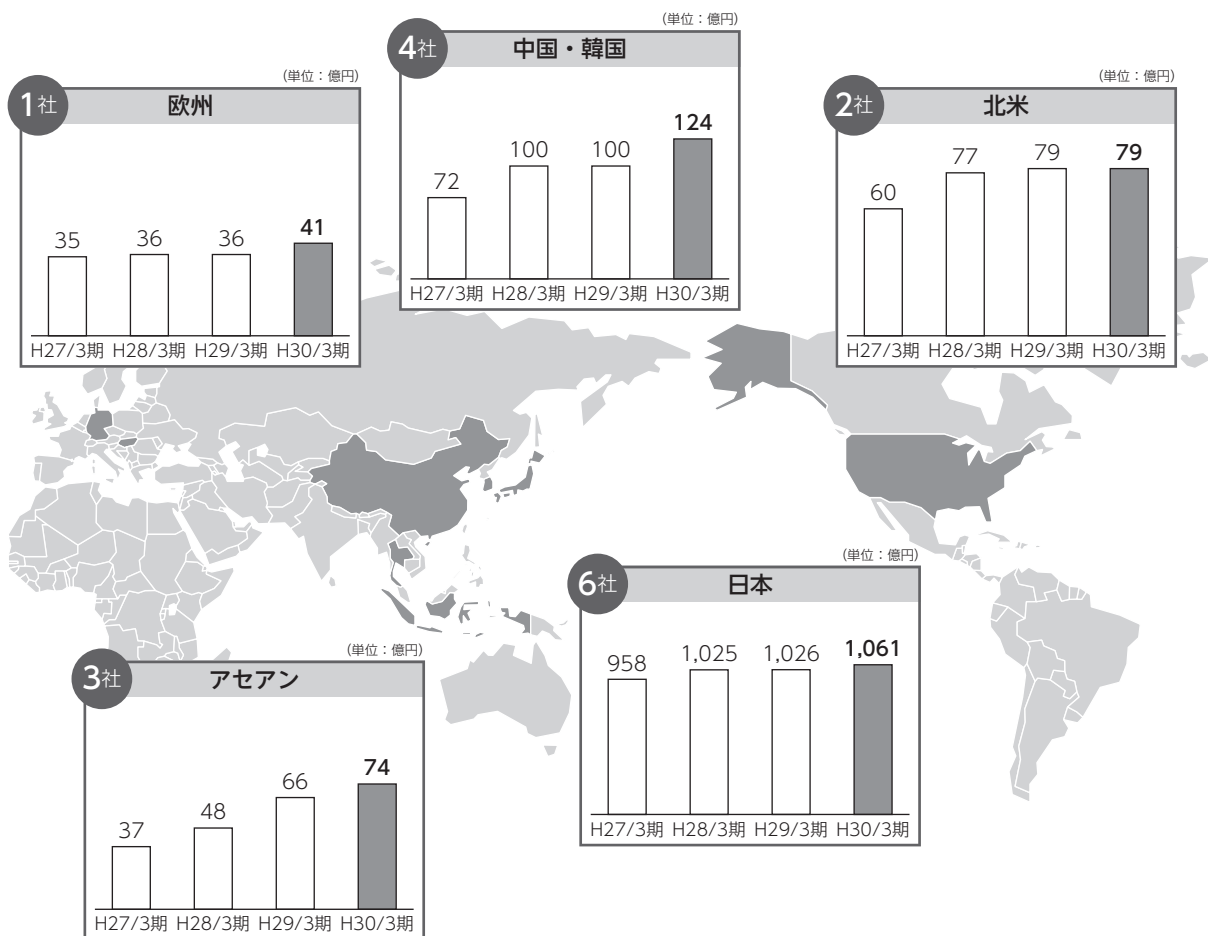 (単位：億円)
1社 欧州
35 36 36 41
H27/3期 H28/3期 H29/3期 H30/3期
(単位：億円)
4社 中国・韓国
72 100 100 124
H27/3期 H28/3期 H29/3期 H30/3期
(単位：億円)
2社 北米
60 77 79 79
H27/3期 H28/3期 H29/3期 H30/3期
(単位：億円)
3社 アセアン
37 48 66 74
H27/3期 H28/3期 H29/3期 H30/3期
(単位：億円)
6社 日本
958 1,025 1,026 1,061
H27/3期 H28/3期 H29/3期 H30/3期